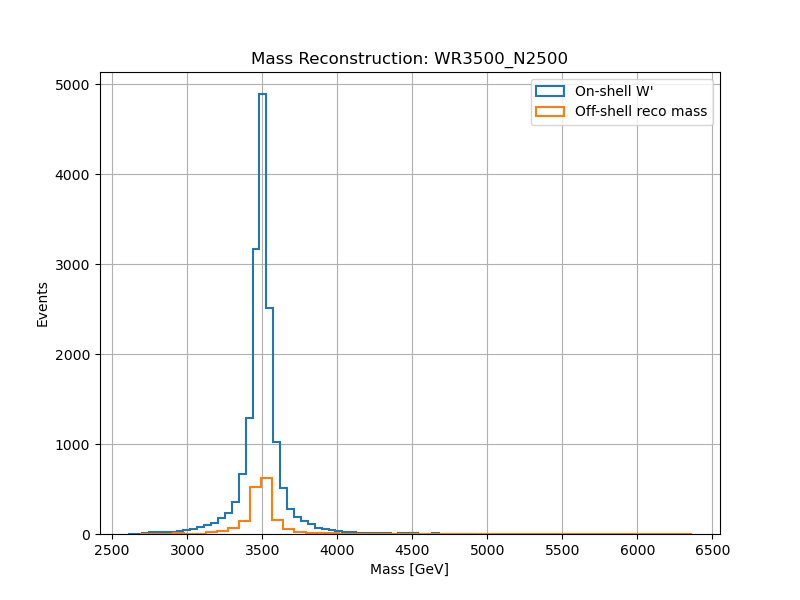 Mass Reconstruction: WR3500_N2500
On-shell W'
Off-shell reco mass
Events
5000
4000
3000
2000
1000
0
2500 3000 3500 4000 4500 5000 5500 6000 6500
Mass [GeV]